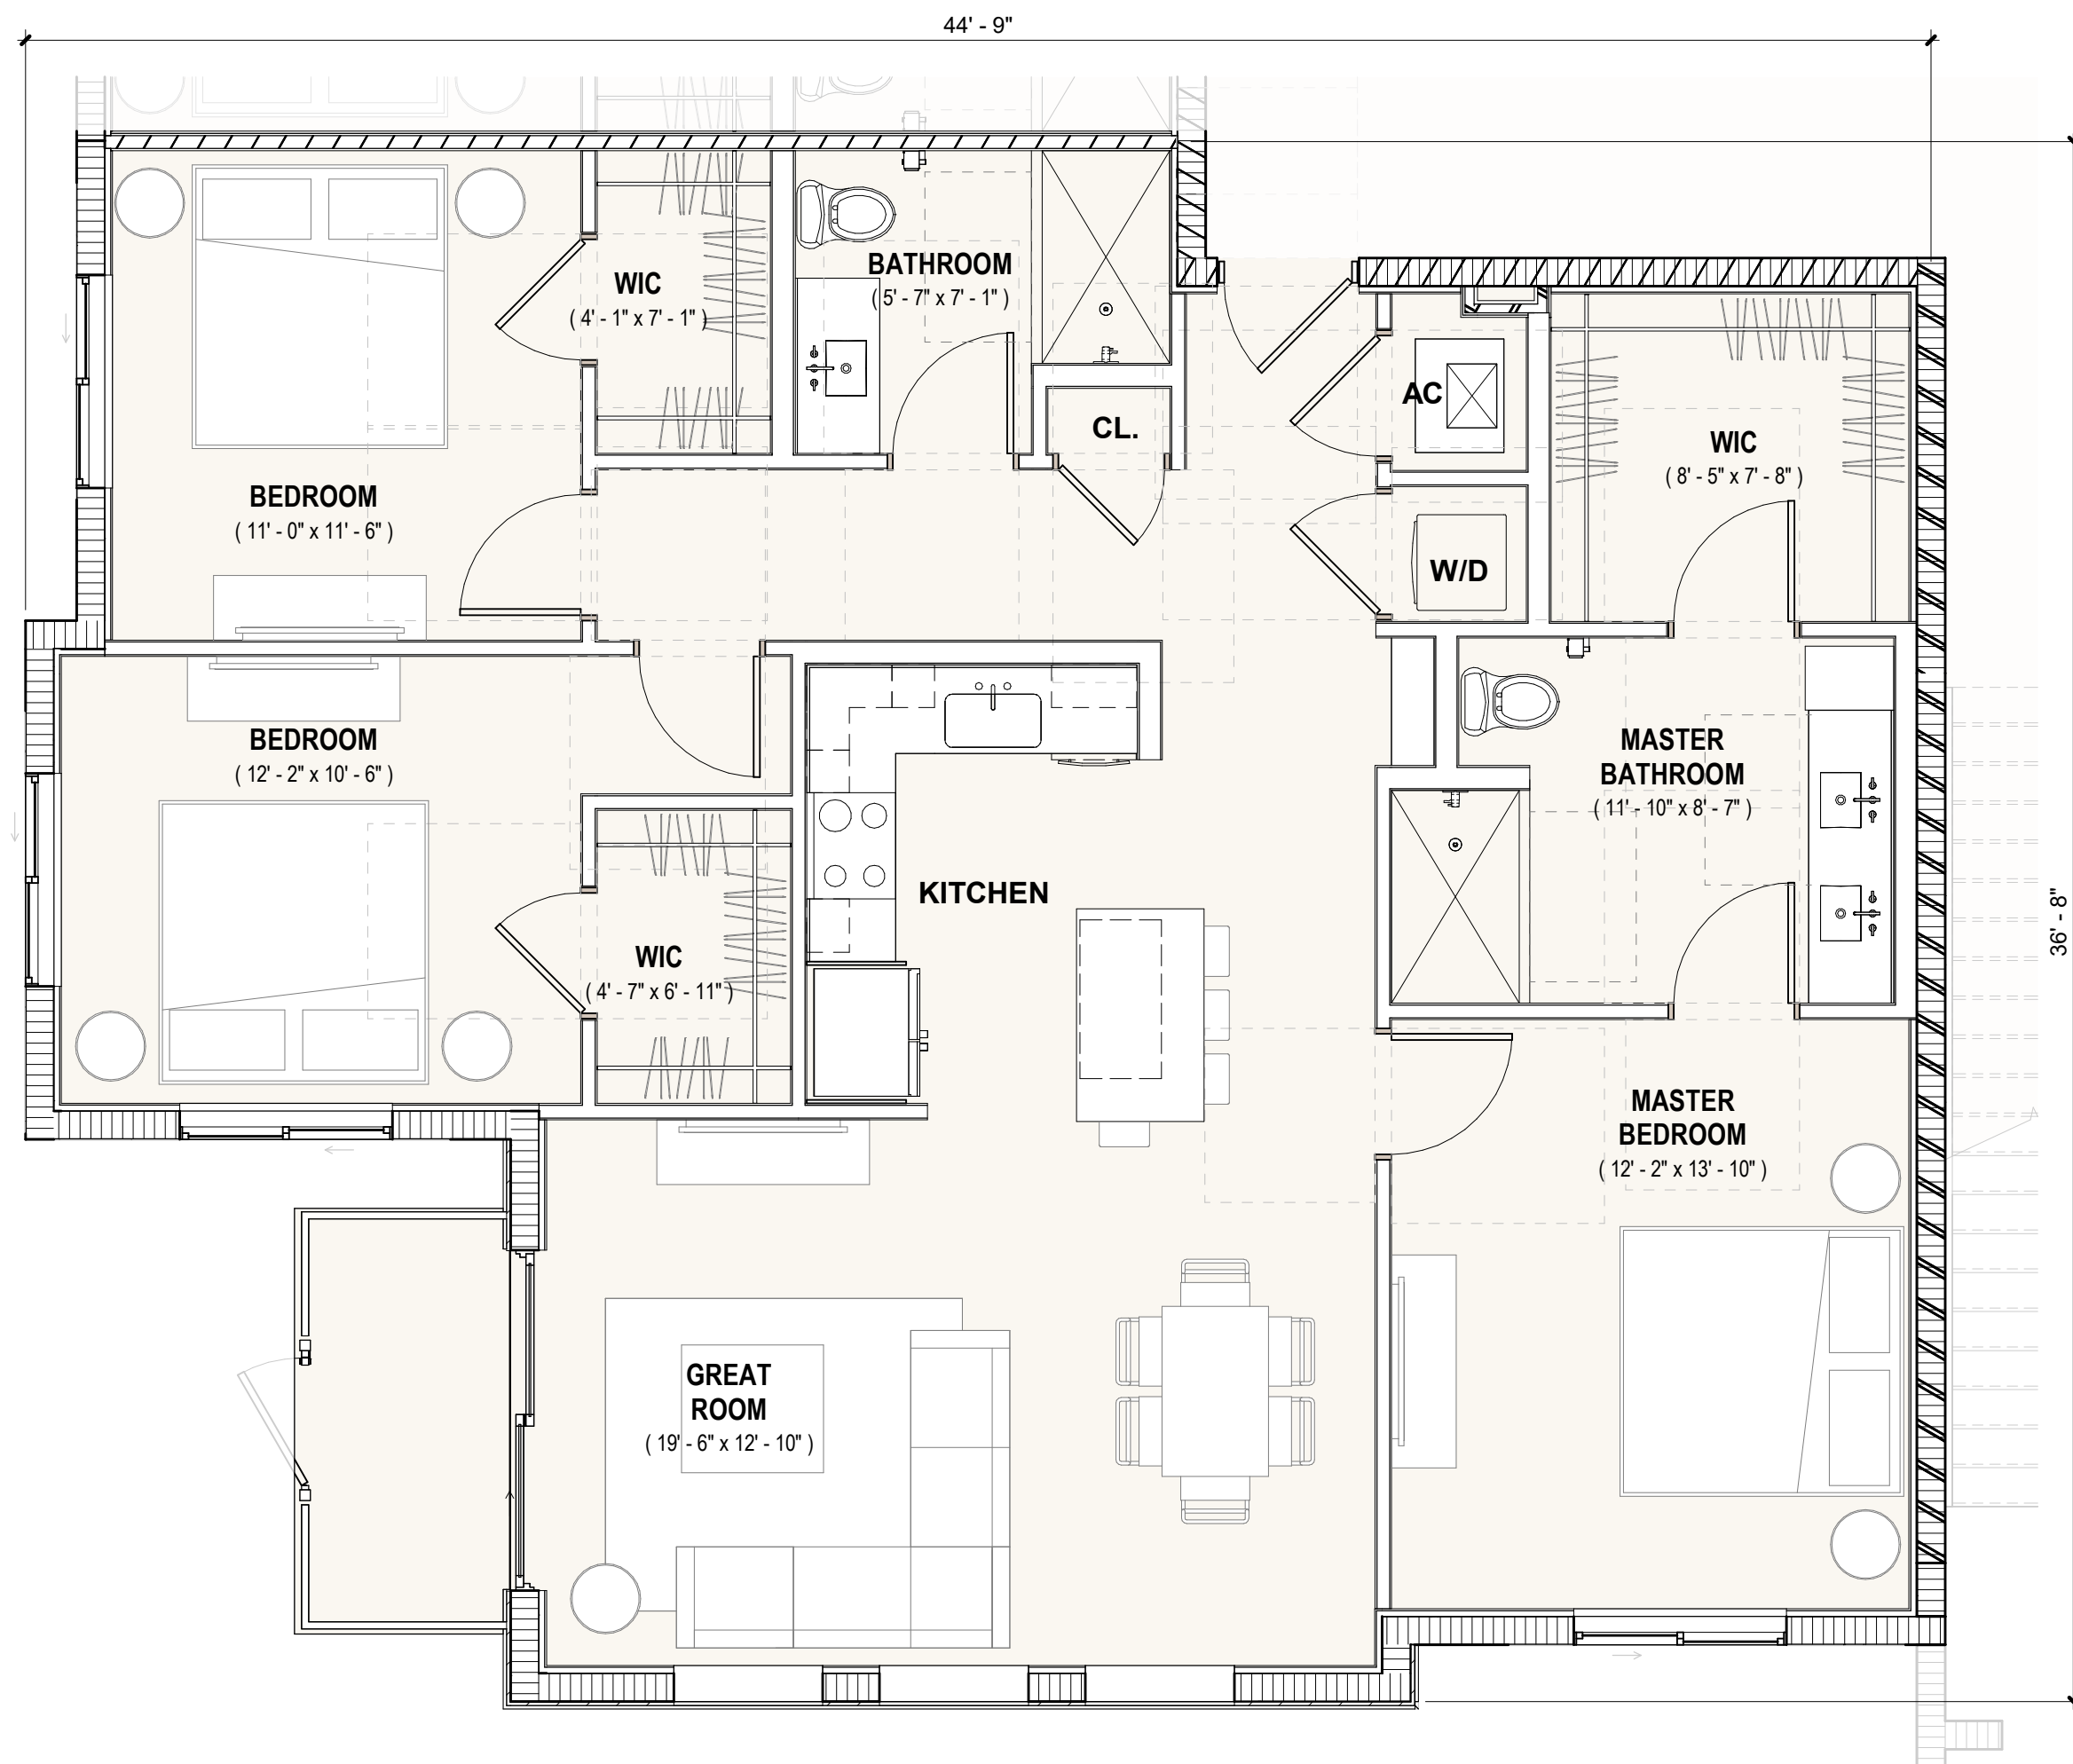 44' - 9"
WIC
( 4' - 1" x 7' - 1" )
BATHROOM
( 5' - 7" x 7' - 1" )
AC
CL.
WIC
( 8' - 5" x 7' - 8" )
BEDROOM
( 11' - 0" x 11' - 6" )
W/D
BEDROOM
( 12' - 2" x 10' - 6" )
MASTER
BATHROOM
( 11' - 10" x 8' - 7" )
KITCHEN
36' - 8"
WIC
( 4' - 7" x 6' - 11" )
MASTER
BEDROOM
( 12' - 2" x 13' - 10" )
GREAT
ROOM
( 19' - 6" x 12' - 10" )